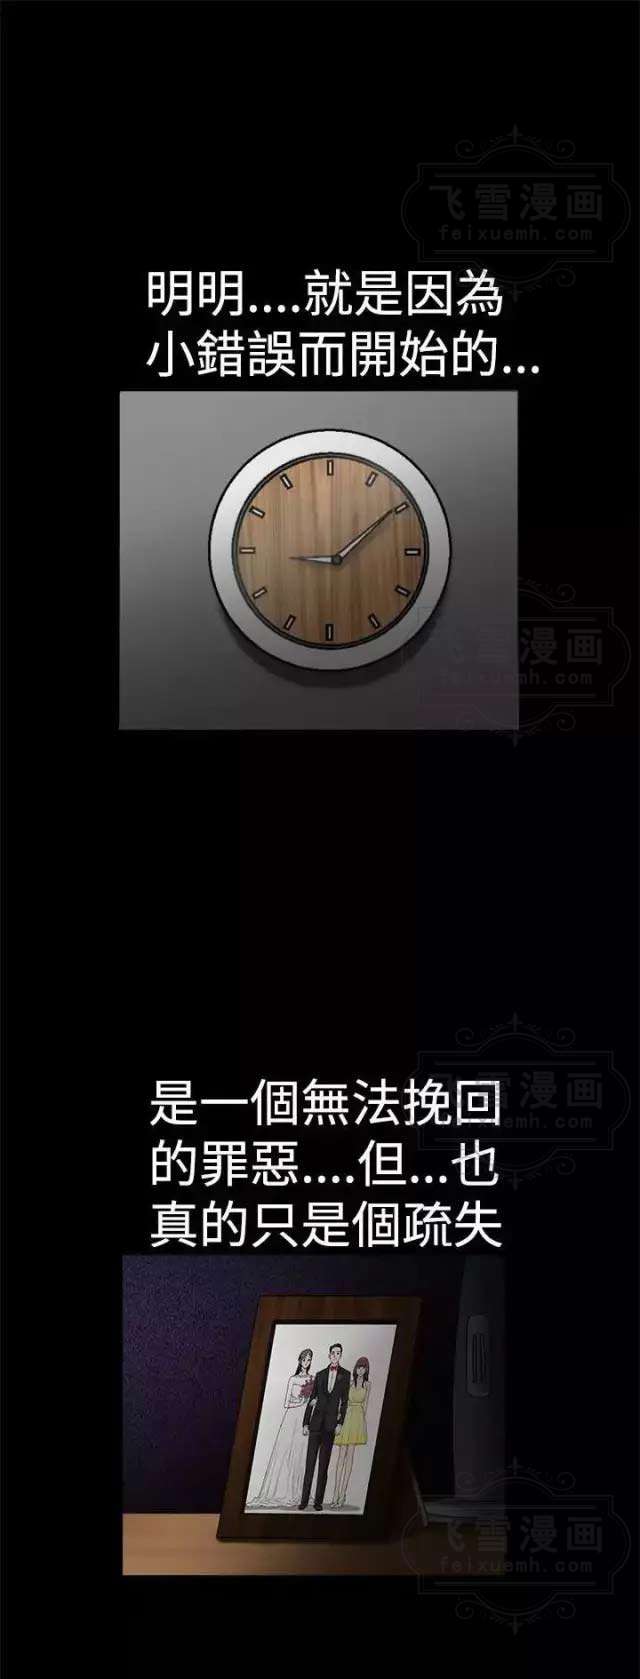 飞雪漫画
feixuemh.com
明明....就是因為
小錯誤而開始的...
飞雪漫画
feixuemh.com
飞雪漫画
feixuemh.com
是一個無法挽回
的罪惡....但...也
真的只是個疏失
飞雪漫画
feixuemh.com